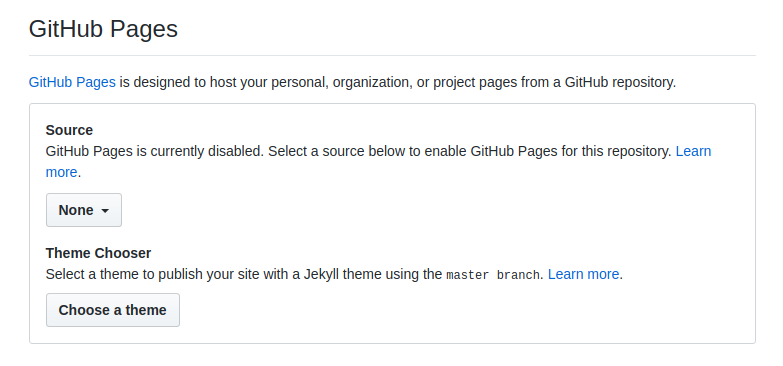 GitHub Pages
GitHub Pages is designed to host your personal, organization, or project pages from a GitHub repository.
Source
GitHub Pages is currently disabled. Select a source below to enable GitHub Pages for this repository. Learn
more.
None
Theme Chooser
Select a theme to publish your site with a Jekyll theme using the master branch. Learn more.
Choose a theme